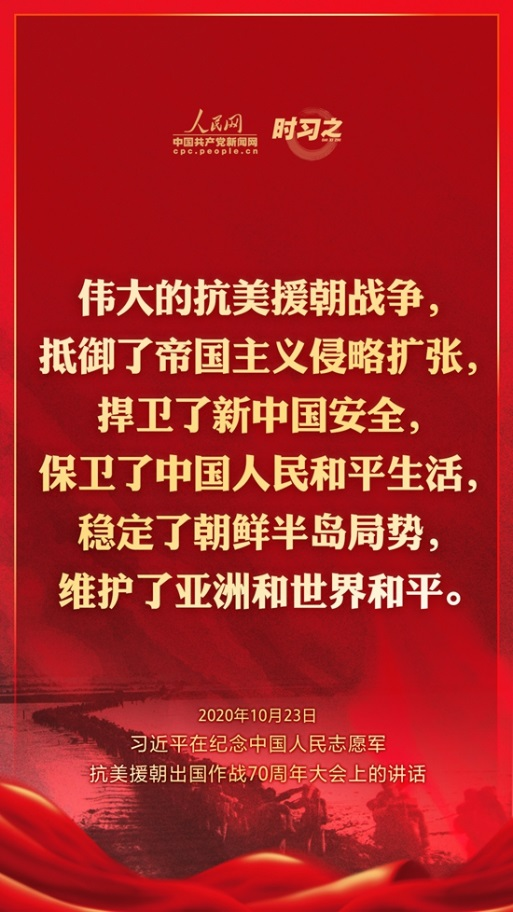 人民网
中国共产党新闻网
cpc.people.cn
时习之
伟大的抗美援朝战争，
抵御了帝国主义侵略扩张，
捍卫了新中国安全，
保卫了中国人民和平生活，
稳定了朝鲜半岛局势，
维护了亚洲和世界和平。
2020年10月23日
习近平在纪念中国人民志愿军
抗美援朝出国作战70周年大会上的讲话